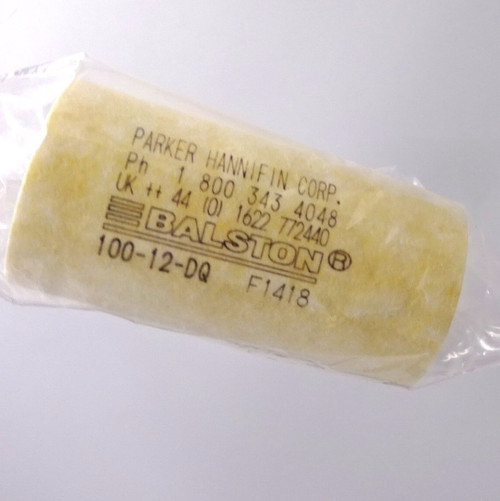 PARKER HANNIFIN CORP.
Ph 1 800 343 4048
UK ++ 44 (0) 1622 772440
BALSTON®
100-12-DQ F1418